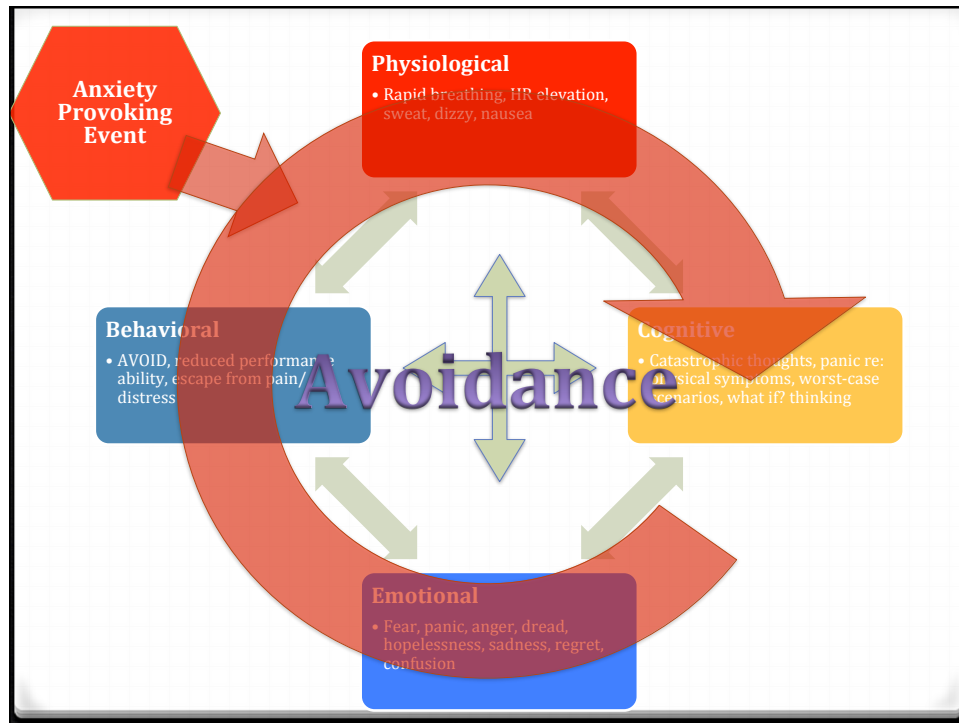 Anxiety
Provoking
Event
Physiological
• Rapid breathing, HR elevation,
sweat, dizzy, nausea
Behavioral
• AVOID, reduced performance
ability, escape from pain/
distress
Avoidance
Cognitive
• Catastrophic thoughts, panic re:
physical symptoms, worst-case
scenarios, what if? thinking
Emotional
• Fear, panic, anger, dread,
hopelessness, sadness, regret,
confusion